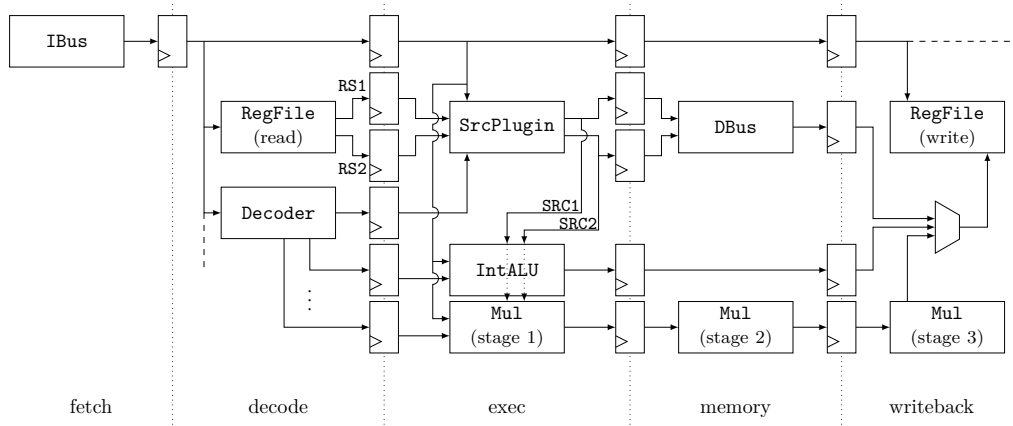 IBus
RS1
RegFile
(read)
RS2
SrcPlugin
DBus
RegFile
(write)
Decoder
SRC1
SRC2
IntALU
Mul
(stage 1)
Mul
(stage 2)
Mul
(stage 3)
fetch
decode
exec
memory
writeback